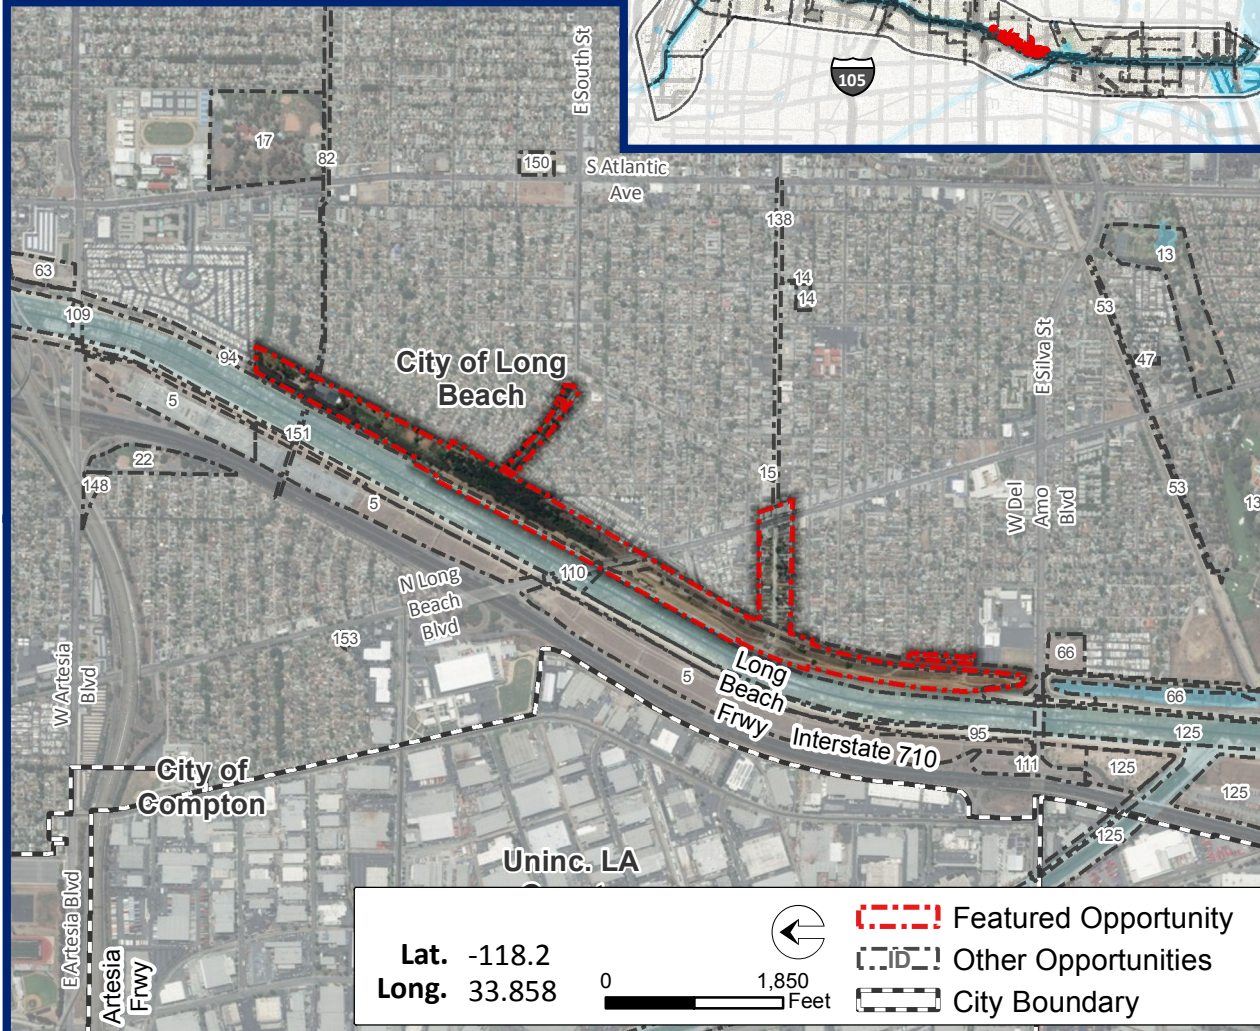 105
E South St
17
82
150
S Atlantic
Ave
138
14
14
13
53
47
E Silva St
63
109
94
City of Long
Beach
5
151
22
148
5
15
W Del
Amo
Blvd
53
13
110
N Long
Beach
Blvd
153
W Artesia
Blvd
66
66
5
Long
Beach
Frwy
Interstate 710
95
125
111
125
125
125
City of
Compton
Uninc. LA
E Artesia Blvd
Artesia
Frwy
Lat. -118.2
Long. 33.858
0 1,850
Feet
Featured Opportunity
ID Other Opportunities
City Boundary